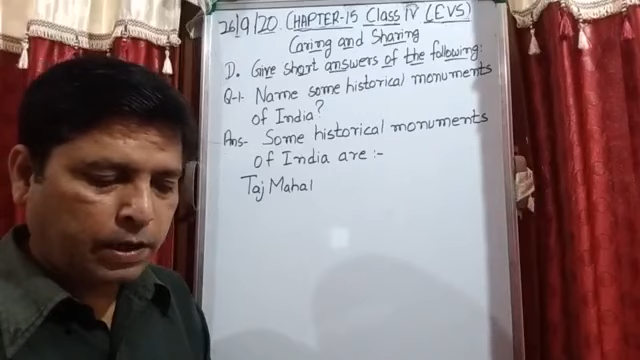 26/9/20. CHAPTER-15 Class IV (EVS)
Caring and Sharing
D. Give short answers of the following:
Q-1. Name some historical monuments
of India?
Ans- Some historical monuments
of India are :-
Taj Mahal